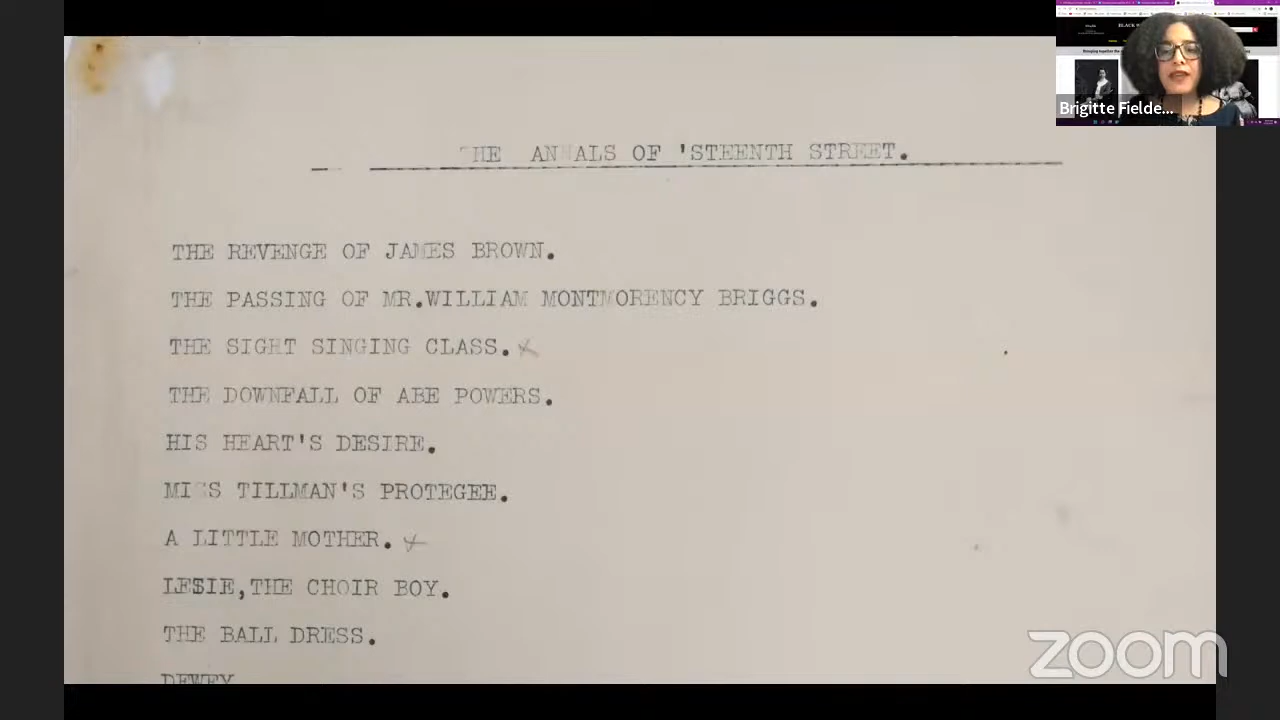 Brigitte Fielde...
THE ANNALS OF 'STEENTH STREET.
THE REVENGE OF JAMES BROWN.
THE PASSING OF MR.WILLIAM MONTMORENCY BRIGGS.
THE SIGHT SINGING CLASS.
THE DOWNFALL OF ABE POWERS.
HIS HEART'S DESIRE.
MISS TILLMAN'S PROTEGEE.
A LITTLE MOTHER.
LESIE,THE CHOIR BOY.
THE BALL DRESS.
DEWEY
zoom